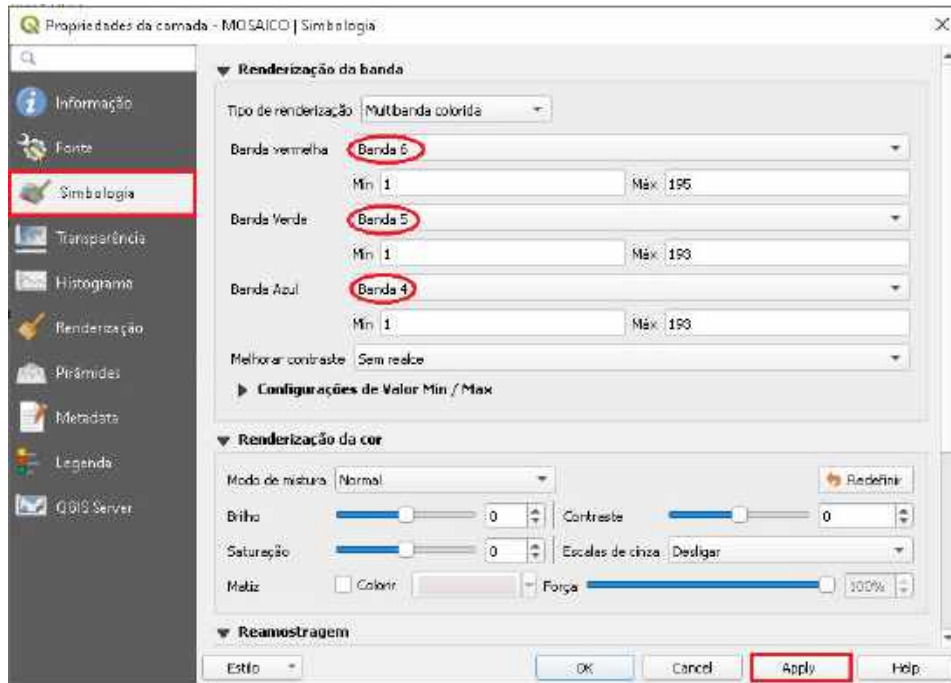 Propriedades da camada - MOSAICO | Simbologia
Informação
Fonte
Simbologia
Transparência
Histograma
Renderização
Pirâmides
Metadata
Legenda
QGIS Server
Renderização da banda
Tipo de renderização Multibanda colorida
Banda vermelha Banda 6
Mín 1 Máx 195
Banda Verde Banda 5
Mín 1 Máx 193
Banda Azul Banda 4
Mín 1 Máx 193
Melhorar contraste Sem realce
Configurações de Valor Min / Max
Renderização da cor
Modo de mistura Normal Redefinir
Brilho 0 Contraste 0
Saturação 0 Escalas de cinza Desligar
Matiz Colorir Força 100%
Reamostragem
Estilo OK Cancel Apply Help